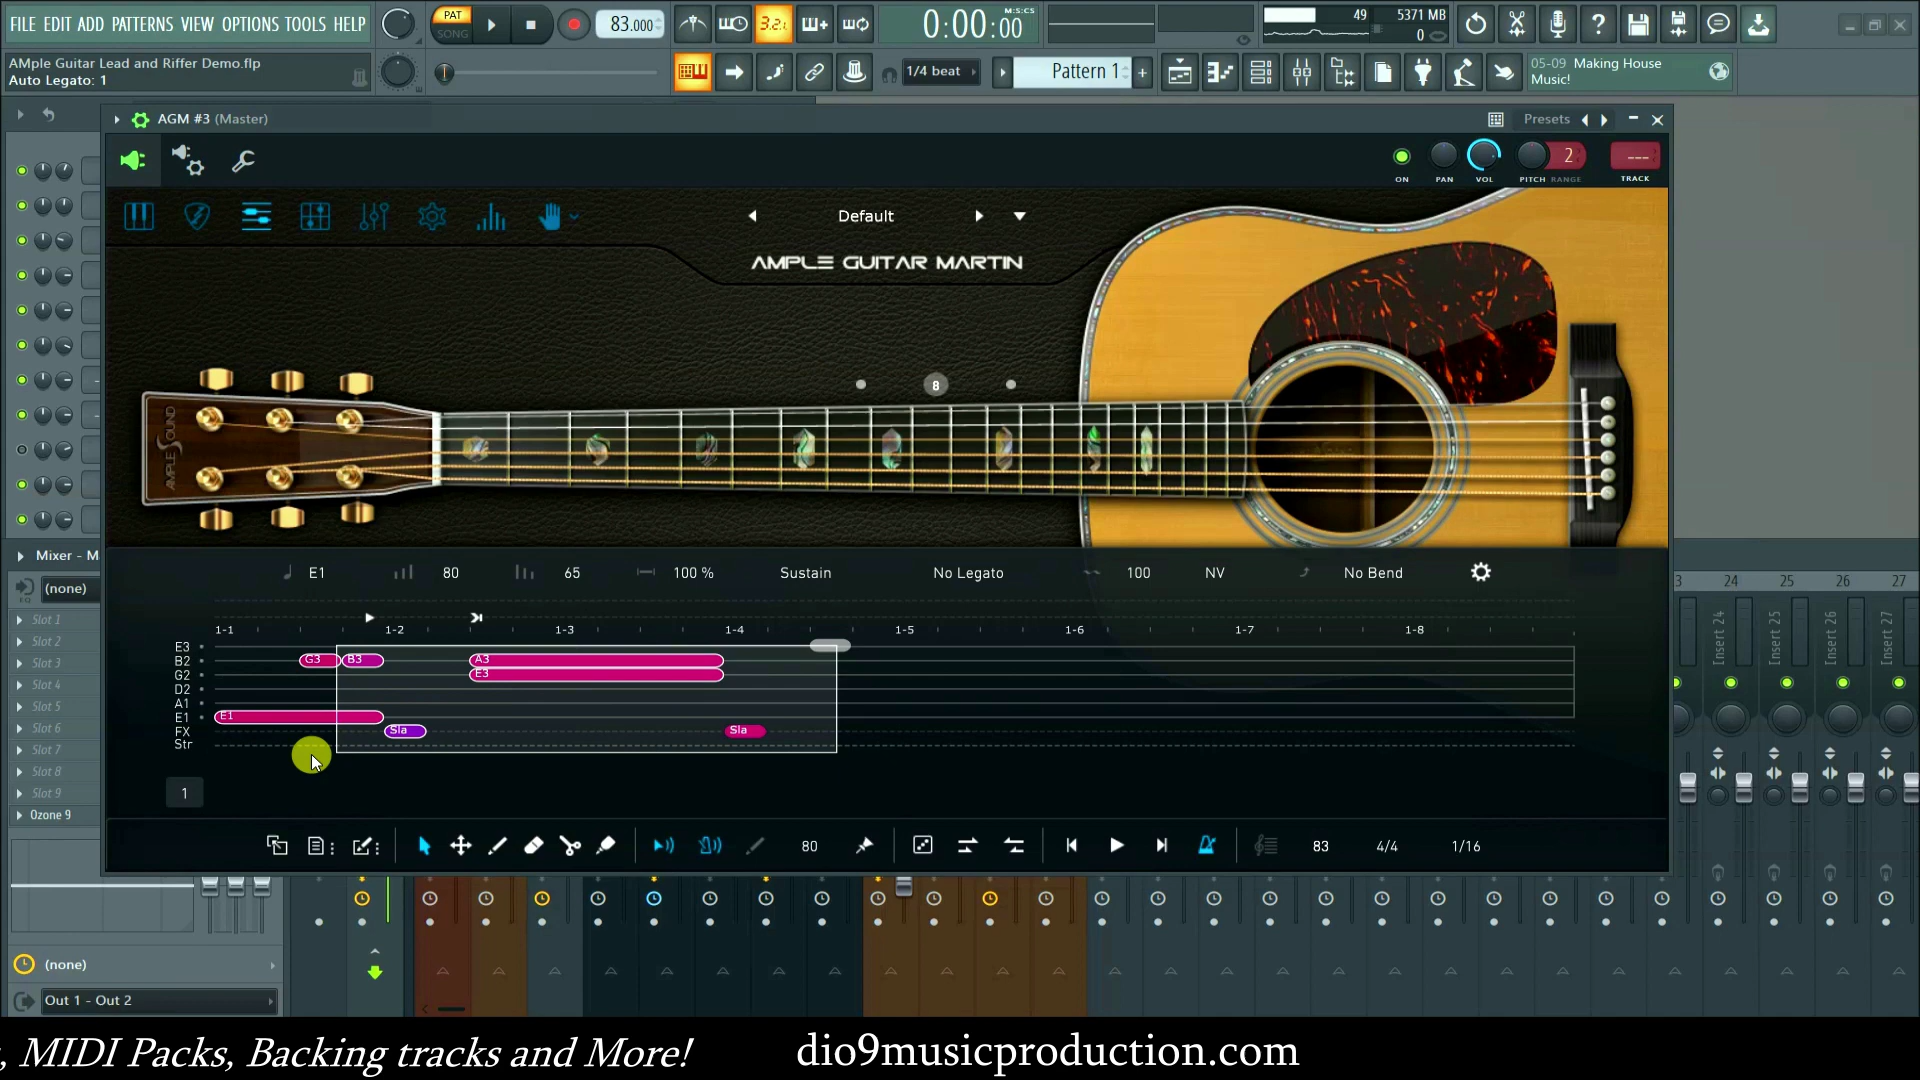 FILE EDIT ADD PATTERNS VIEW OPTIONS TOOLS HELP
PAT
SONG
83.000
3.2.
0:00:00
M:S:CS
49
5371 MB
0
AMple Guitar Lead and Riffer Demo.flp
Auto Legato: 1
1/4 beat
Pattern 1
05-09 Making House
Music!
AGM #3 (Master)
Presets
2
---
ON
PAN
VOL
PITCH RANGE
TRACK
Default
AMPLE GUITAR MARTIN
8
AMPLE SOUND
E1
80
65
100 %
Sustain
No Legato
100
NV
No Bend
1-1
1-2
1-3
1-4
1-5
1-6
1-7
1-8
E3
B2
G3
B3
A3
G2
E3
D2
A1
E1
E1
FX
Sla
Sla
Str
1
80
83
4/4
1/16
Mixer - M
(none)
Slot 1
Slot 2
Slot 3
Slot 4
Slot 5
Slot 6
Slot 7
Slot 8
Slot 9
Ozone 9
3
24
25
26
27
Insert 24
Insert 25
Insert 26
Insert 27
(none)
Out 1 - Out 2
, MIDI Packs, Backing tracks and More!
dio9musicproduction.com